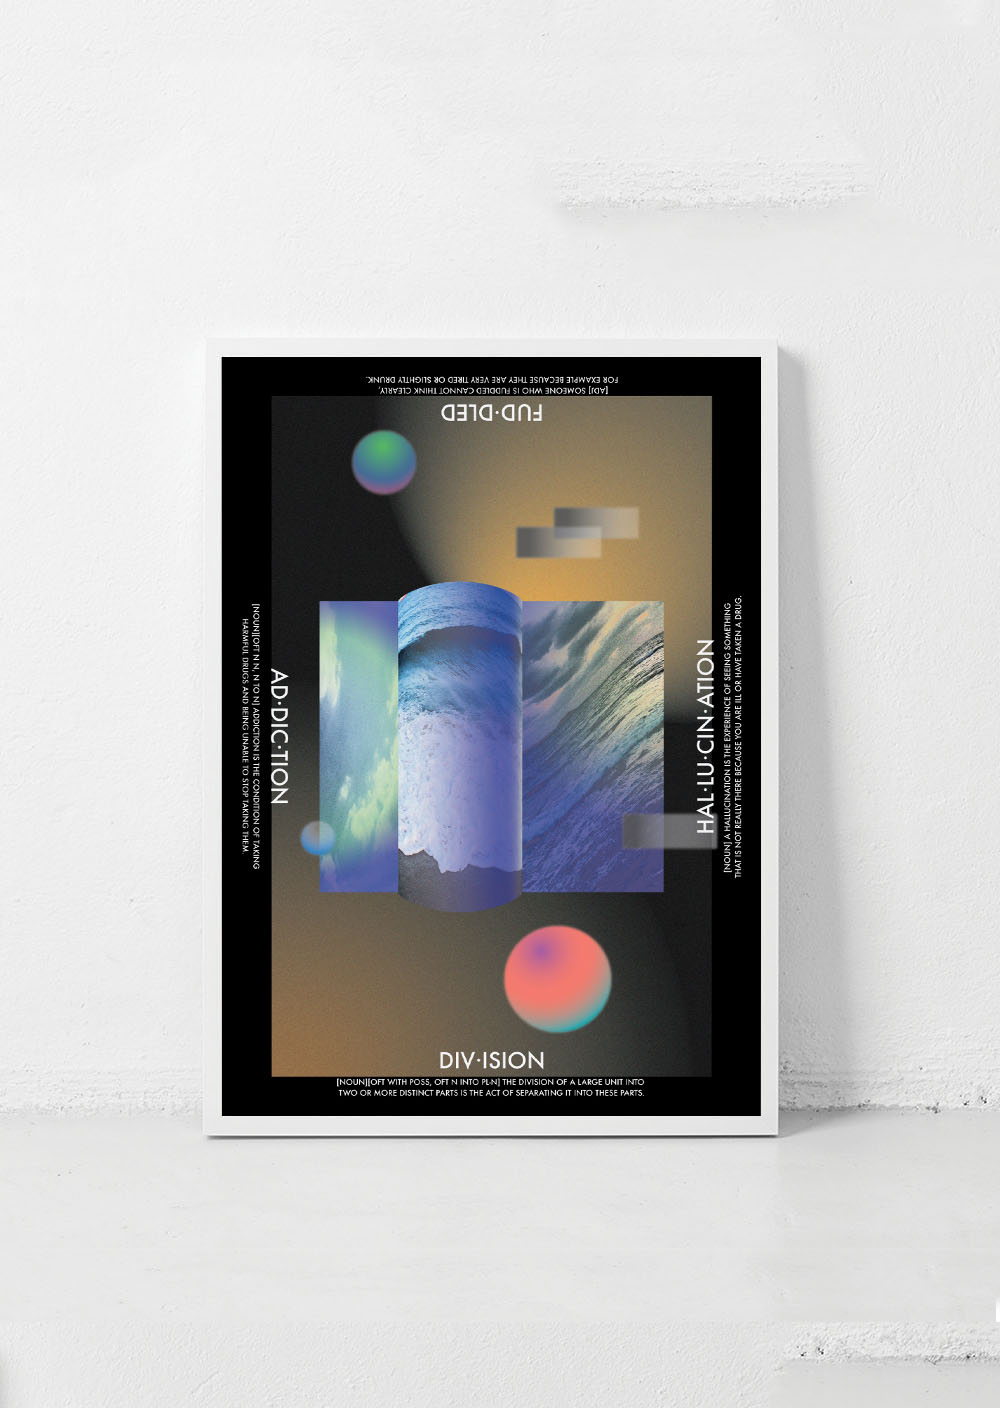 FUD·DLED
[ADJ] SOMEONE WHO IS FUDDLED CANNOT THINK CLEARLY,
FOR EXAMPLE BECAUSE THEY ARE VERY TIRED OR SLIGHTLY DRUNK.
AD·DIC·TION
[NOUN][OFT N N, N TO N] ADDICTION IS THE CONDITION OF TAKING
HARMFUL DRUGS AND BEING UNABLE TO STOP TAKING THEM.
HAL·LU·CIN·ATION
[NOUN] A HALLUCINATION IS THE EXPERIENCE OF SEEING SOMETHING
THAT IS NOT REALLY THERE BECAUSE YOU ARE ILL OR HAVE TAKEN A DRUG.
DIV·ISION
[NOUN][OFT WITH POSS, OFT N INTO PL-N] THE DIVISION OF A LARGE UNIT INTO
TWO OR MORE DISTINCT PARTS IS THE ACT OF SEPARATING IT INTO THESE PARTS.